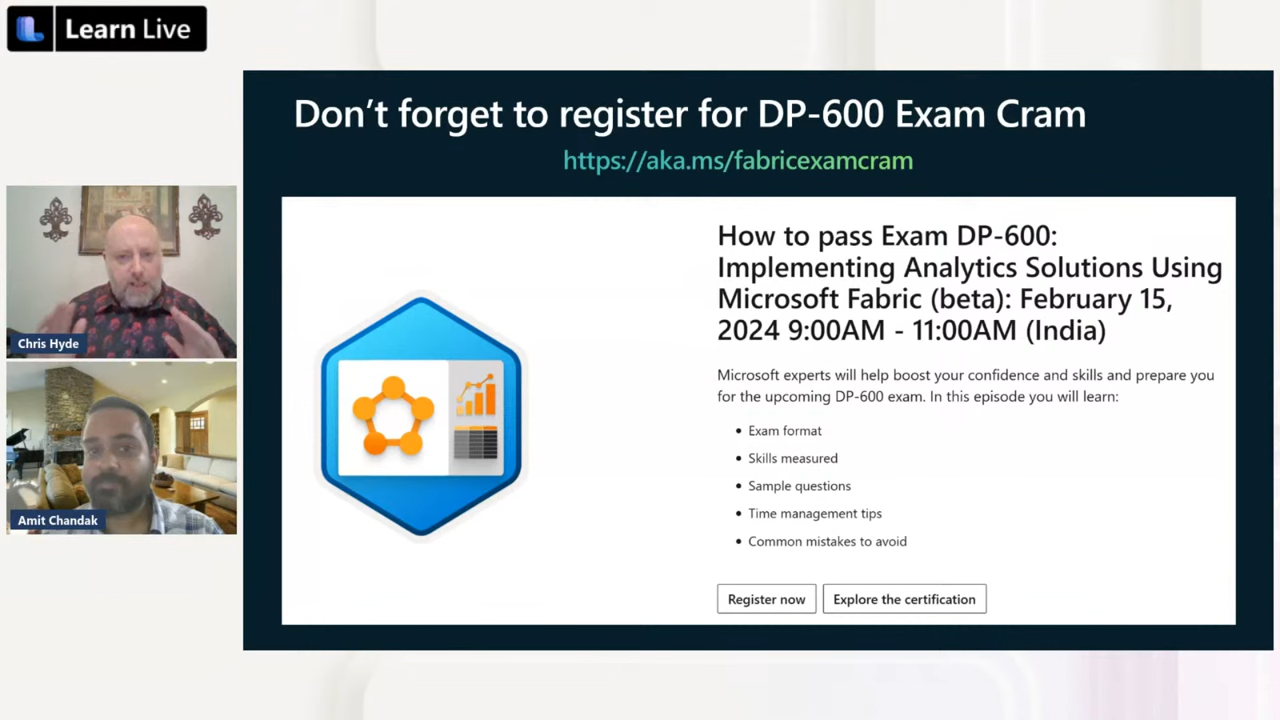 Learn Live
Don’t forget to register for DP-600 Exam Cram
https://aka.ms/fabricexamcram
How to pass Exam DP-600:
Implementing Analytics Solutions Using
Microsoft Fabric (beta): February 15,
2024 9:00AM - 11:00AM (India)
Microsoft experts will help boost your confidence and skills and prepare you
for the upcoming DP-600 exam. In this episode you will learn:
• Exam format
• Skills measured
• Sample questions
• Time management tips
• Common mistakes to avoid
Register now
Explore the certification
Chris Hyde
Amit Chandak